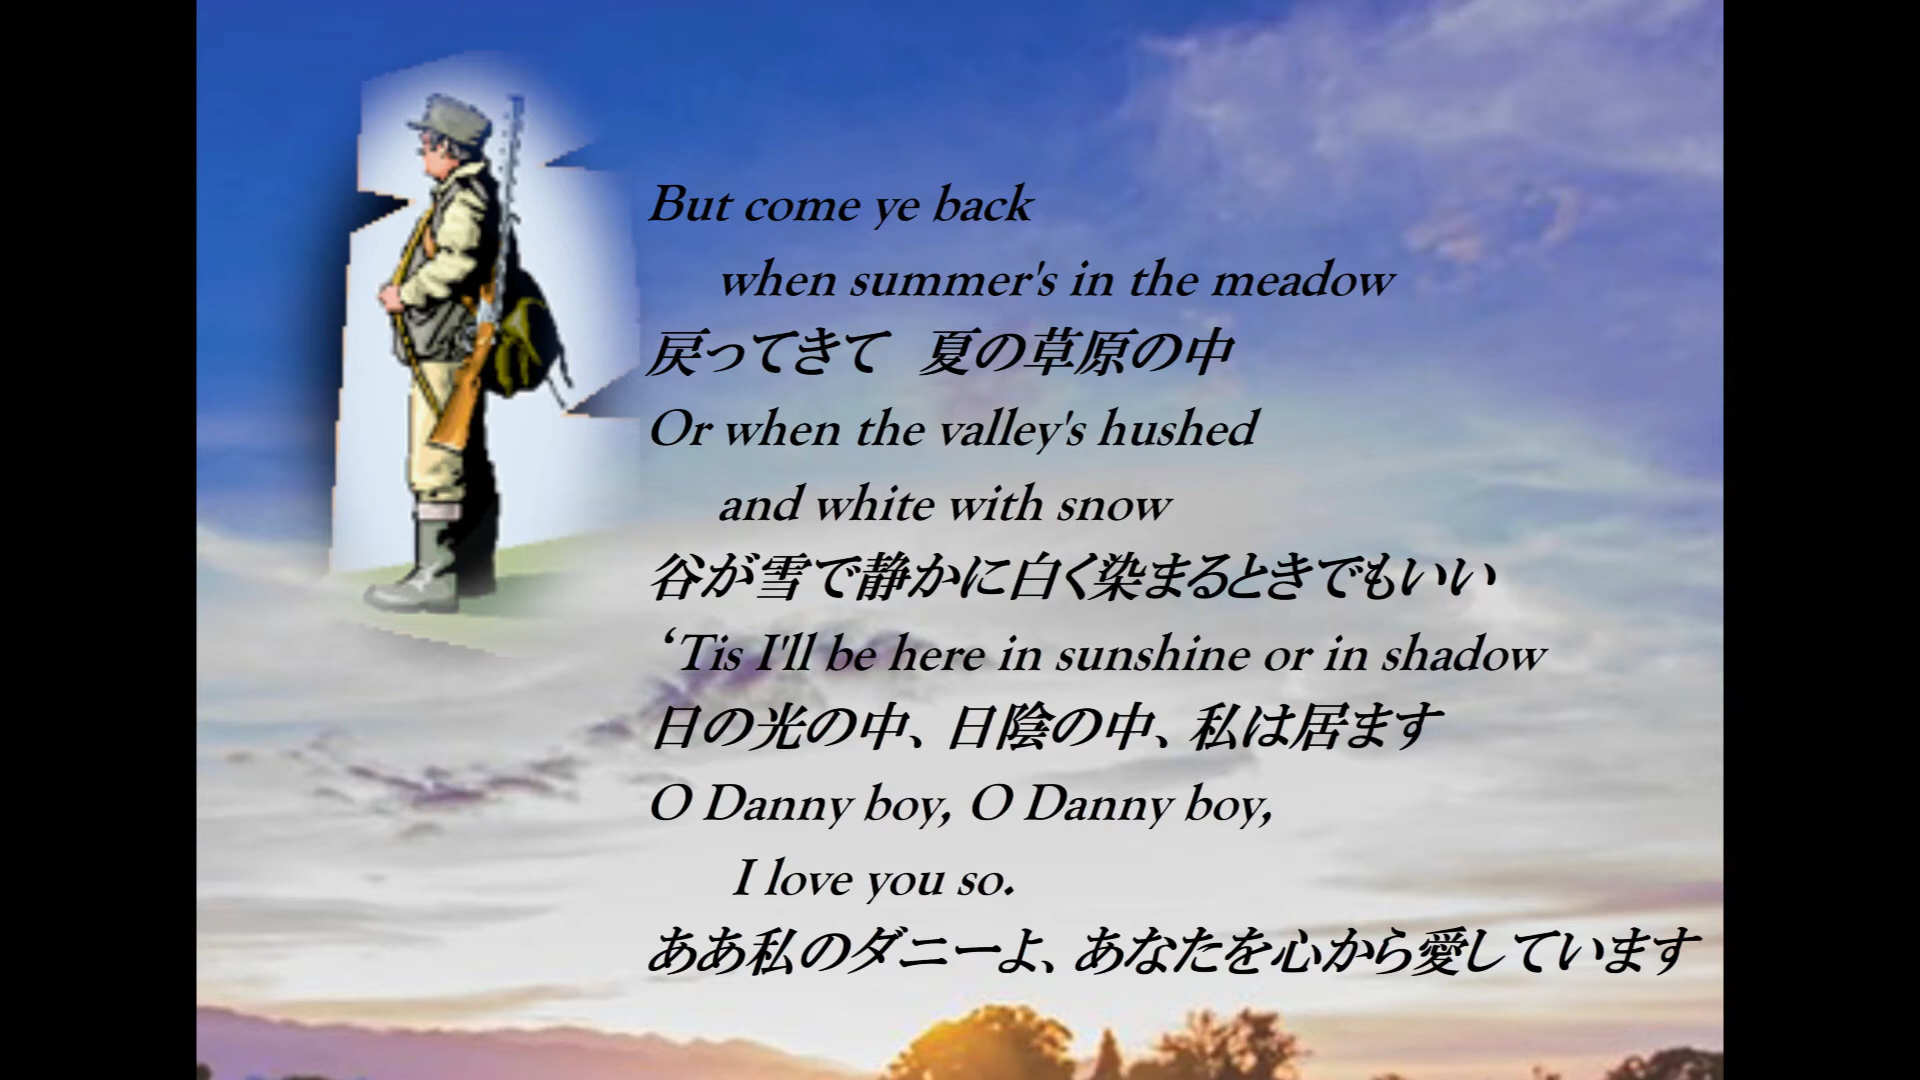 But come ye back
when summer's in the meadow
戻ってきて　夏の草原の中
Or when the valley's hushed
and white with snow
谷が雪で静かに白く染まるときでもいい
‘Tis I'll be here in sunshine or in shadow
日の光の中、日陰の中、私は居ます
O Danny boy, O Danny boy,
I love you so.
ああ私のダニーよ、あなたを心から愛しています